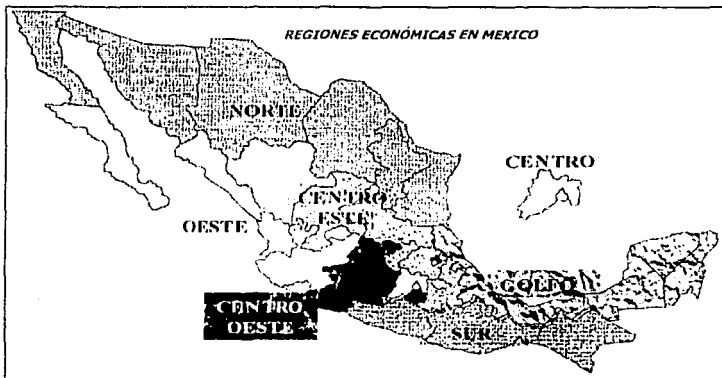 REGIONES ECONÓMICAS EN MEXICO
NORTE
CENTRO
CENTRO
ESTE
OESTE
GOLFO
CENTRO
OESTE
SUR